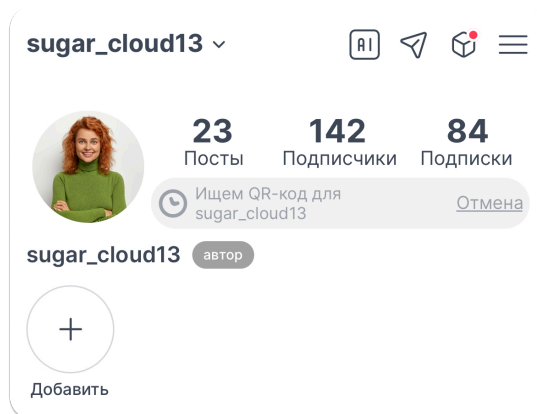 sugar_cloud13
AI
23 142 84
Посты Подписчики Подписки
Ищем QR-код для
sugar_cloud13
Отмена
sugar_cloud13 автор
Добавить